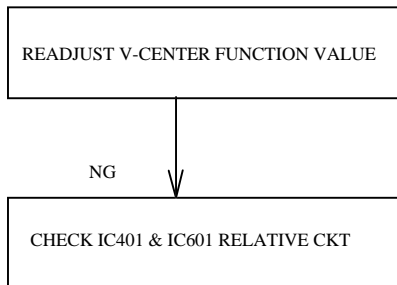 READJUST V-CENTER FUNCTION VALUE
NG
CHECK IC401 & IC601 RELATIVE CKT